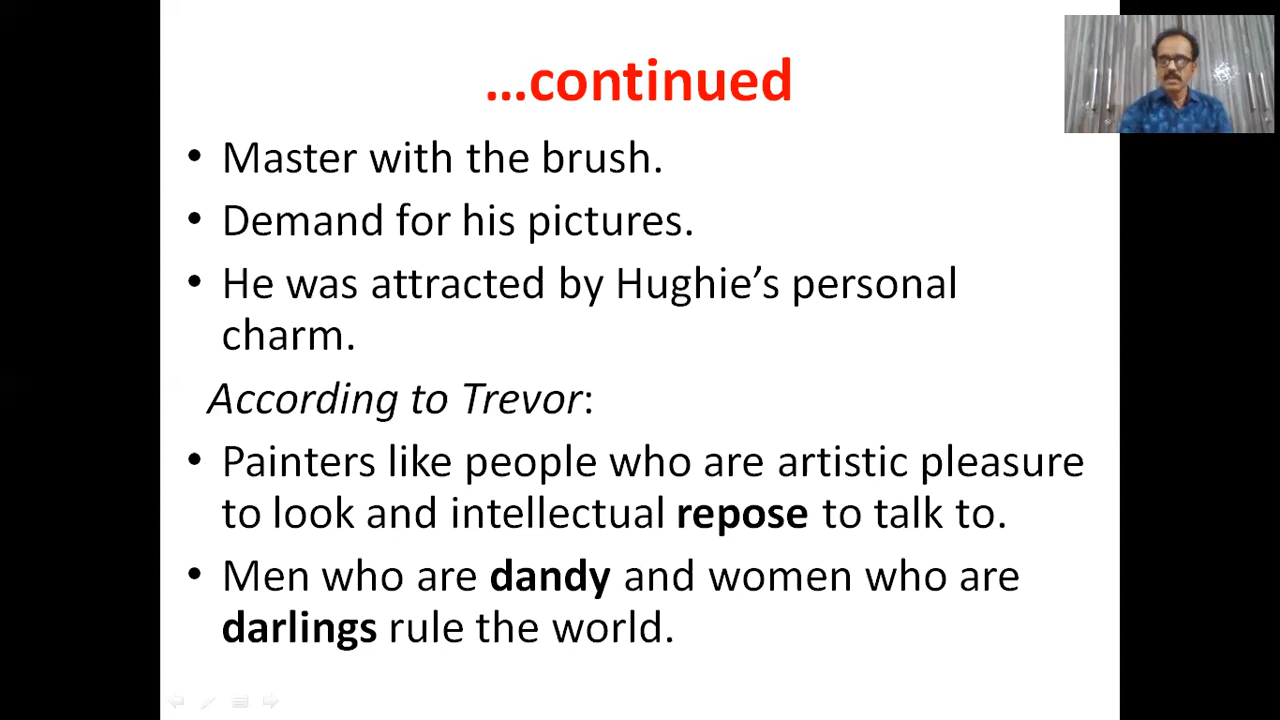 ...continued
• Master with the brush.
• Demand for his pictures.
• He was attracted by Hughie’s personal
charm.
According to Trevor:
• Painters like people who are artistic pleasure
to look and intellectual repose to talk to.
• Men who are dandy and women who are
darlings rule the world.